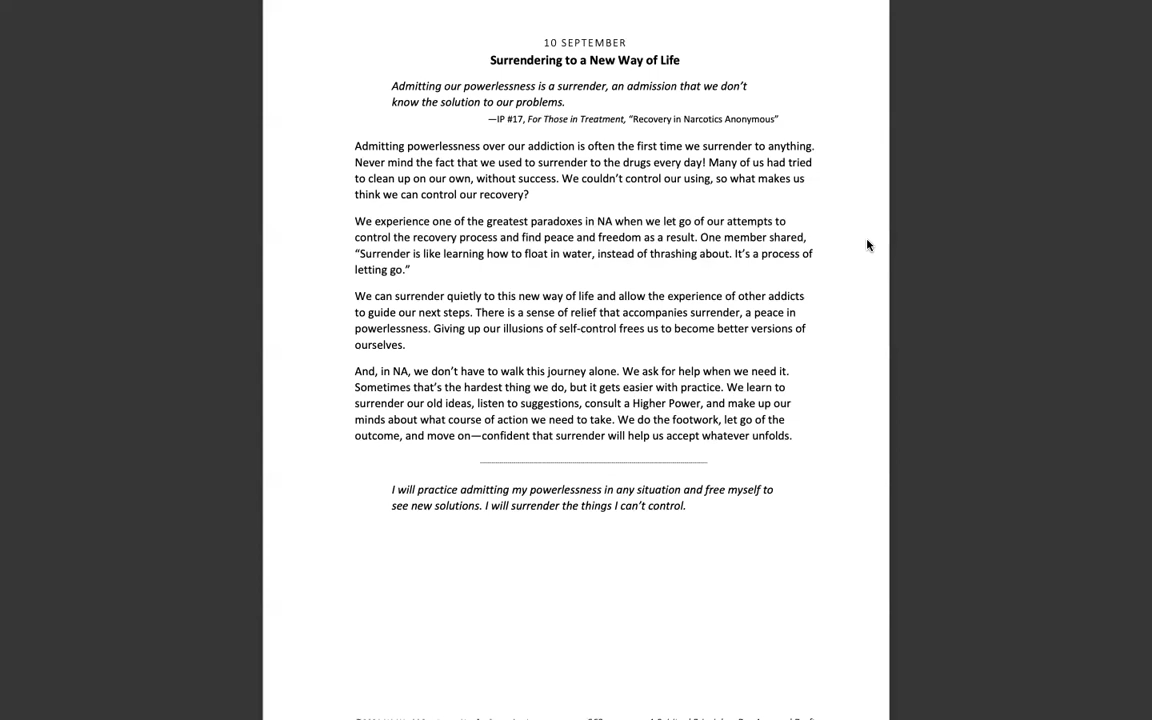 10 SEPTEMBER
Surrendering to a New Way of Life
Admitting our powerlessness is a surrender, an admission that we don’t
know the solution to our problems.
—IP #17, For Those in Treatment, “Recovery in Narcotics Anonymous”
Admitting powerlessness over our addiction is often the first time we surrender to anything.
Never mind the fact that we used to surrender to the drugs every day! Many of us had tried
to clean up on our own, without success. We couldn’t control our using, so what makes us
think we can control our recovery?
We experience one of the greatest paradoxes in NA when we let go of our attempts to
control the recovery process and find peace and freedom as a result. One member shared,
“Surrender is like learning how to float in water, instead of thrashing about. It’s a process of
letting go.”
We can surrender quietly to this new way of life and allow the experience of other addicts
to guide our next steps. There is a sense of relief that accompanies surrender, a peace in
powerlessness. Giving up our illusions of self-control frees us to become better versions of
ourselves.
And, in NA, we don’t have to walk this journey alone. We ask for help when we need it.
Sometimes that’s the hardest thing we do, but it gets easier with practice. We learn to
surrender our old ideas, listen to suggestions, consult a Higher Power, and make up our
minds about what course of action we need to take. We do the footwork, let go of the
outcome, and move on—confident that surrender will help us accept whatever unfolds.
I will practice admitting my powerlessness in any situation and free myself to
see new solutions. I will surrender the things I can’t control.